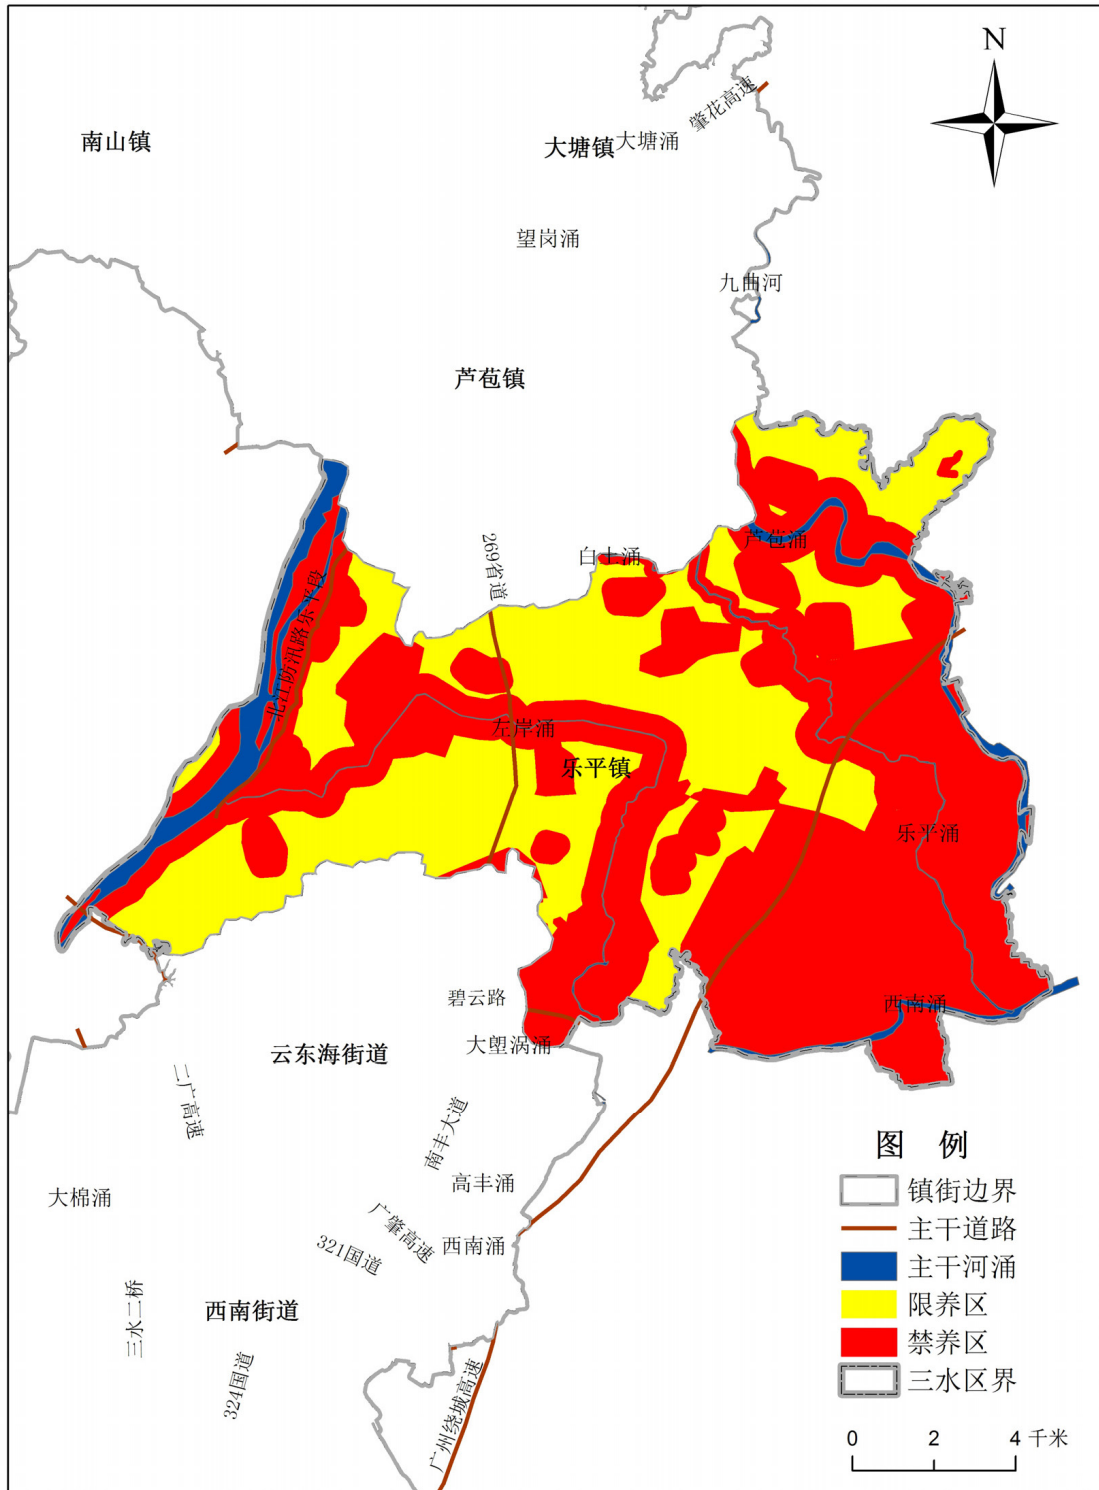 N
肇花高速
南山镇
大塘镇
大塘涌
望岗涌
九曲河
芦苞镇
269省道
白土涌
芦苞涌
北江防汛路乐平段
左岸涌
乐平镇
乐平涌
碧云路
西南涌
大塱涡涌
云东海街道
二广高速
南丰大道
大棉涌
高丰涌
广肇高速
321国道
西南涌
三水二桥
西南街道
324国道
广州绕城高速
图 例
镇街边界
主干道路
主干河涌
限养区
禁养区
三水区界
0 2 4 千米